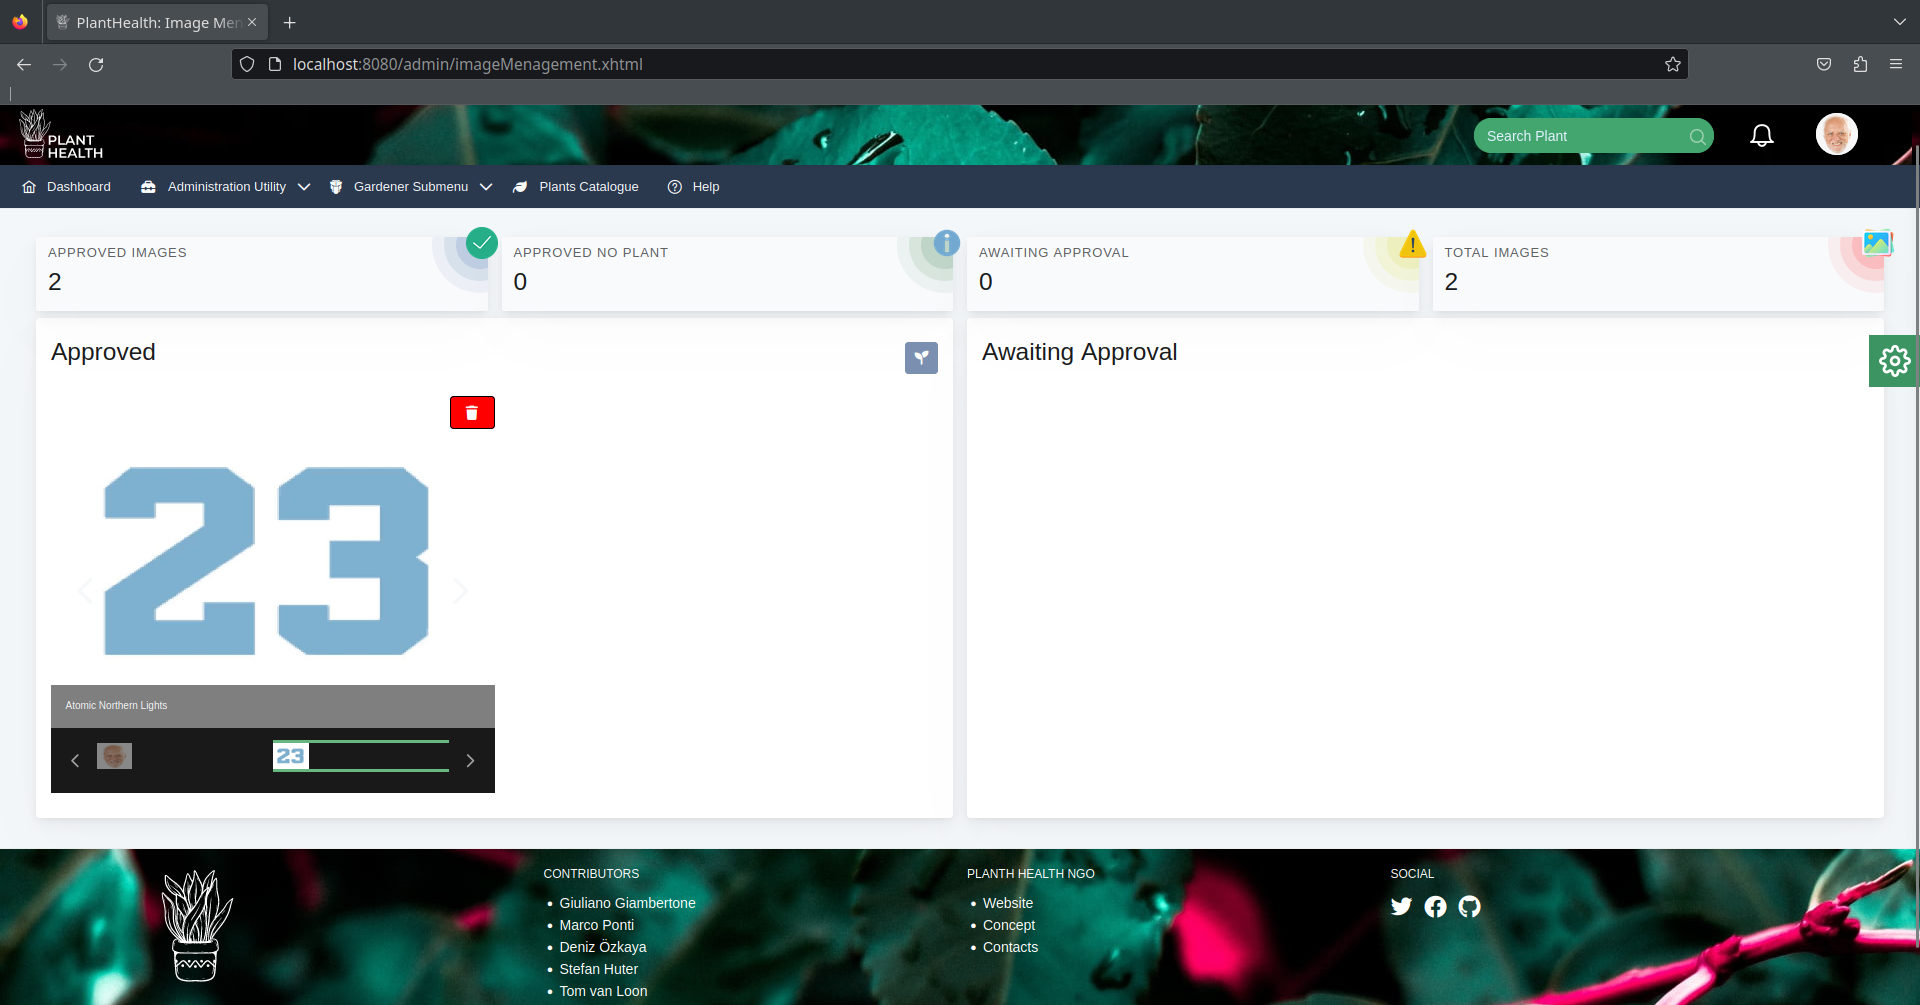 PlantHealth: Image Men
localhost:8080/admin/imageMenagement.xhtml
PLANT
HEALTH
Search Plant
Dashboard
Administration Utility
Gardener Submenu
Plants Catalogue
Help
APPROVED IMAGES
2
APPROVED NO PLANT
0
AWAITING APPROVAL
0
TOTAL IMAGES
2
Approved
Awaiting Approval
23
Atomic Northern Lights
23
CONTRIBUTORS
Giuliano Giambertone
Marco Ponti
Deniz Özkaya
Stefan Huter
Tom van Loon
PLANTH HEALTH NGO
Website
Concept
Contacts
SOCIAL